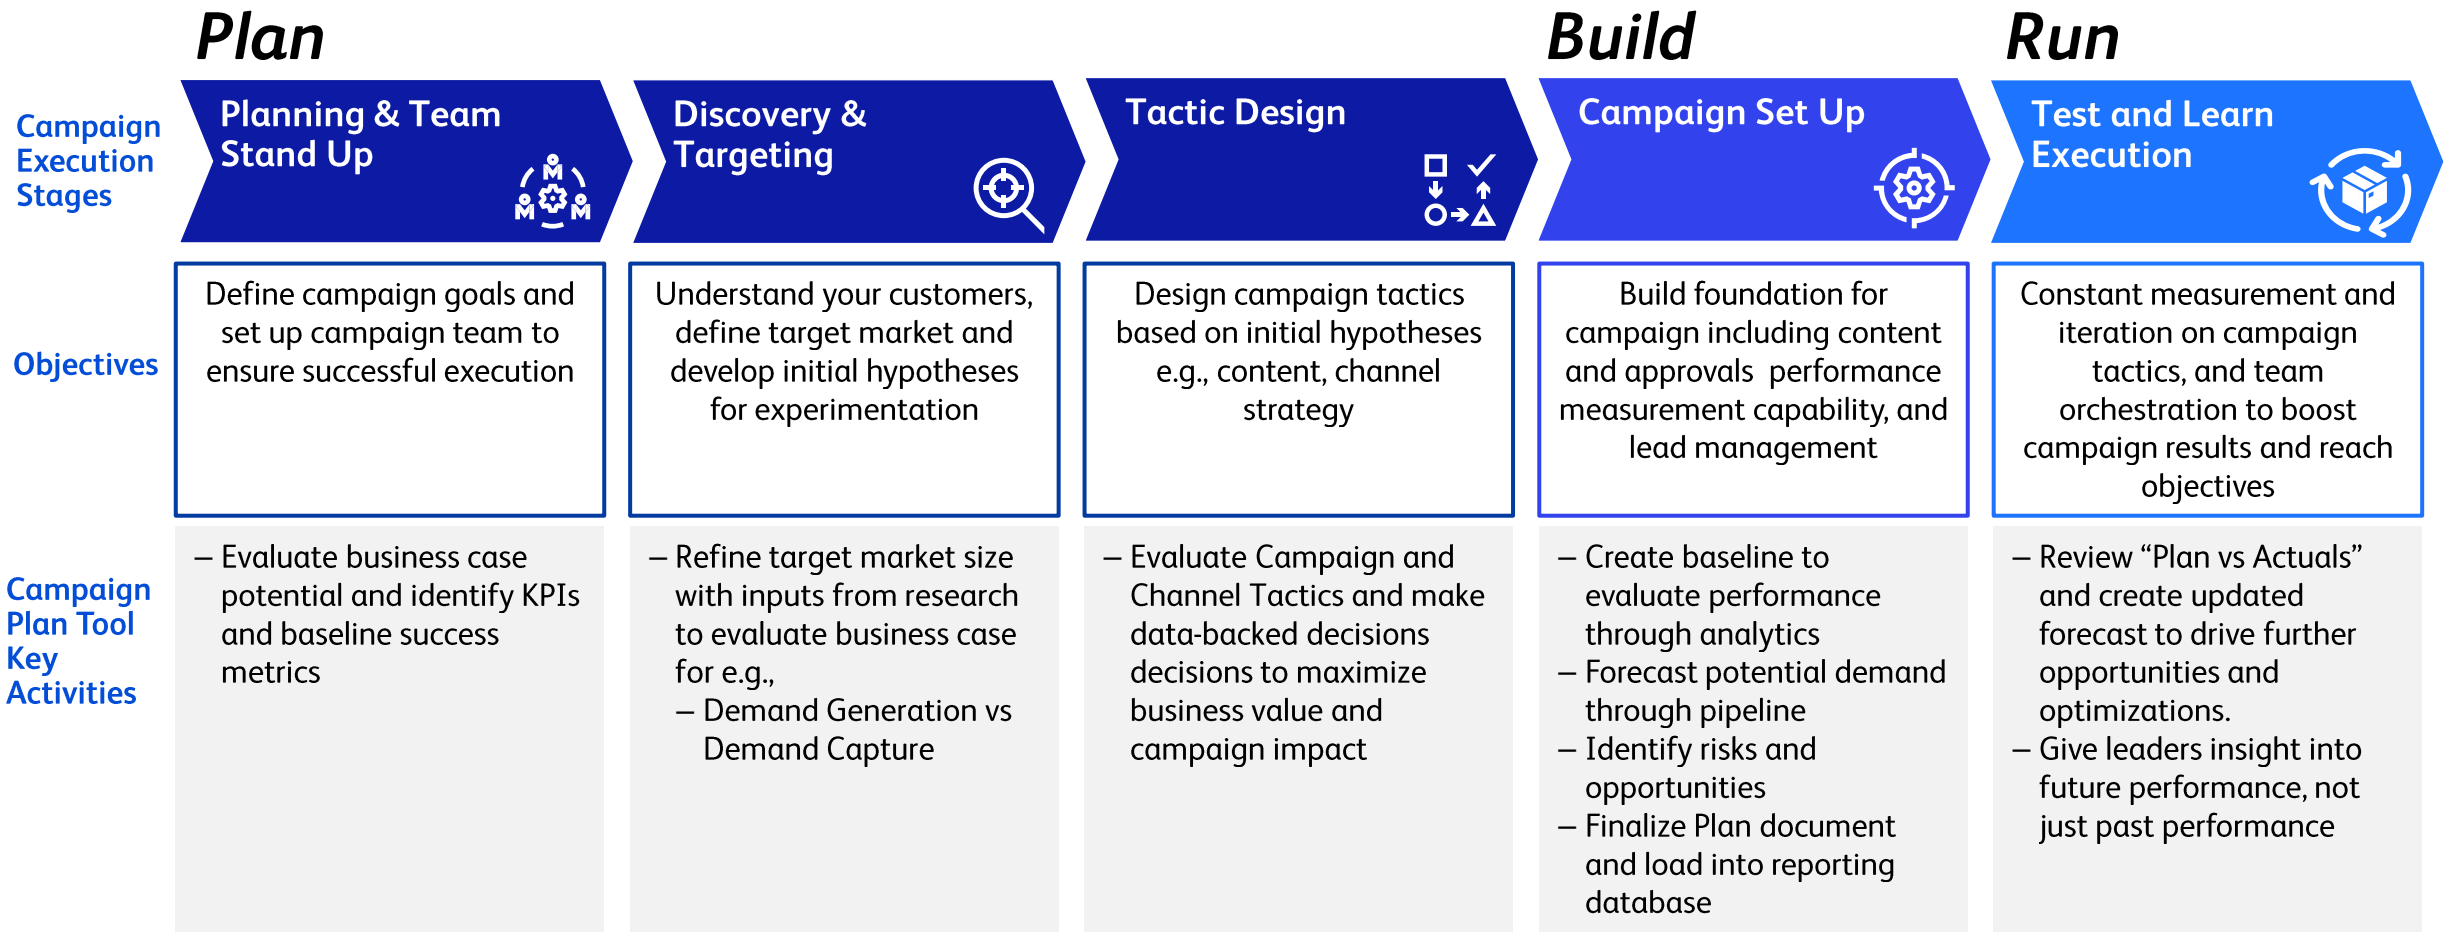 Plan
Build
Run
Campaign
Execution
Stages
Planning & Team
Stand Up
Discovery &
Targeting
Tactic Design
Campaign Set Up
Test and Learn
Execution
Objectives
Define campaign goals and
set up campaign team to
ensure successful execution
Understand your customers,
define target market and
develop initial hypotheses
for experimentation
Design campaign tactics
based on initial hypotheses
e.g., content, channel
strategy
Build foundation for
campaign including content
and approvals  performance
measurement capability, and
lead management
Constant measurement and
iteration on campaign
tactics, and team
orchestration to boost
campaign results and reach
objectives
Campaign
Plan Tool
Key
Activities
– Evaluate business case
potential and identify KPIs
and baseline success
metrics
– Refine target market size
with inputs from research
to evaluate business case
for e.g.,
– Demand Generation vs
Demand Capture
– Evaluate Campaign and
Channel Tactics and make
data-backed decisions
decisions to maximize
business value and
campaign impact
– Create baseline to
evaluate performance
through analytics
– Forecast potential demand
through pipeline
– Identify risks and
opportunities
– Finalize Plan document
and load into reporting
database
– Review “Plan vs Actuals”
and create updated
forecast to drive further
opportunities and
optimizations.
– Give leaders insight into
future performance, not
just past performance